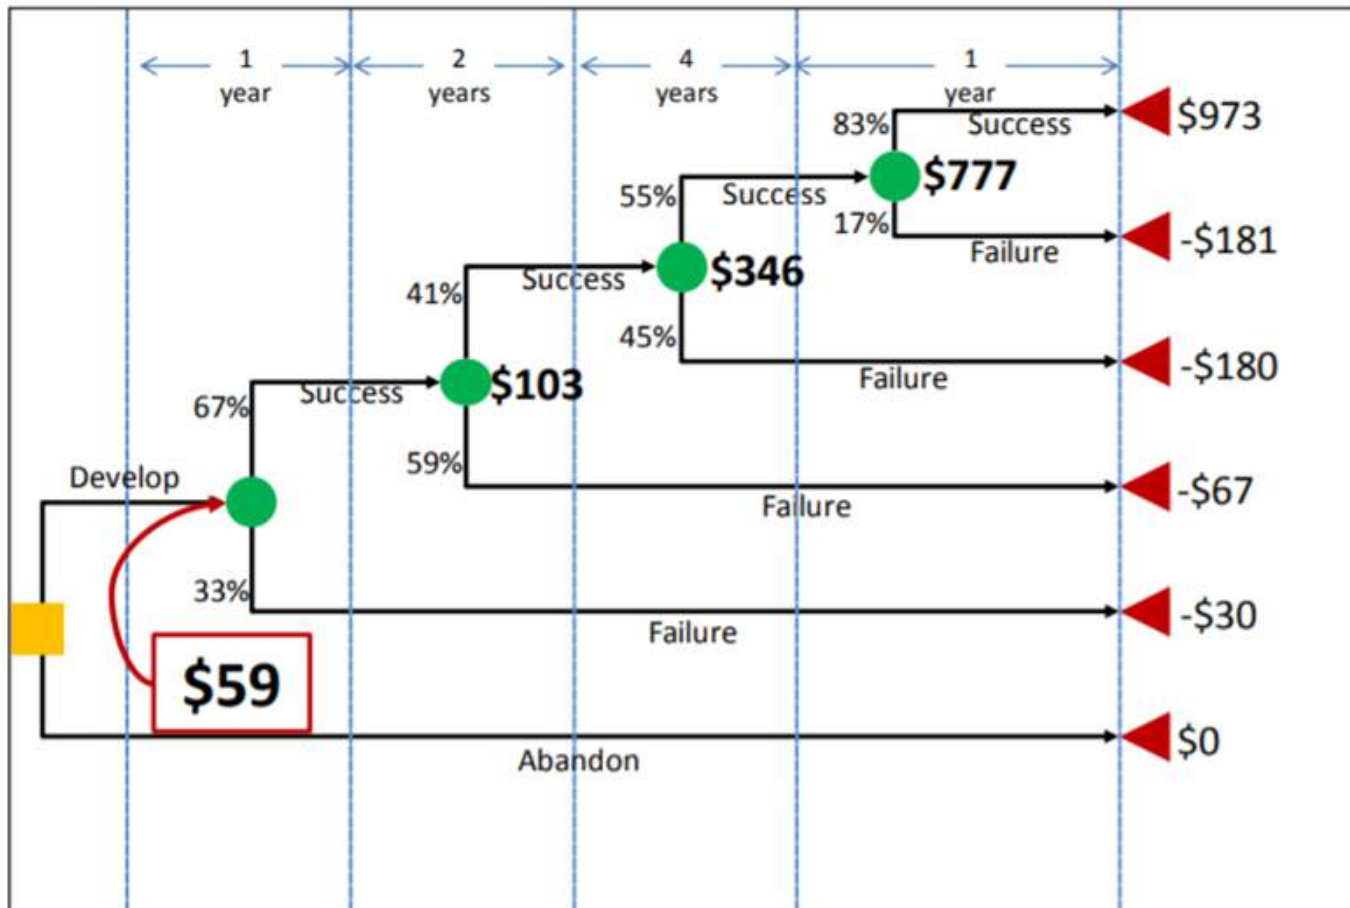 1
year
2
years
4
years
1
year
83%
Success
$973
$777
55%
Success
17%
Failure
-$181
41%
Success
$346
45%
Failure
-$180
67%
Success
$103
59%
Failure
-$67
Develop
33%
Failure
-$30
$59
Abandon
$0